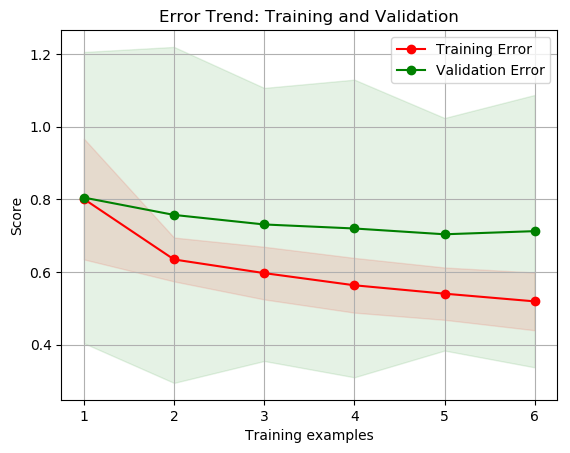 Error Trend: Training and Validation
Training Error
Validation Error
1.2
1.0
0.8
0.6
0.4
Score
1 2 3 4 5 6
Training examples